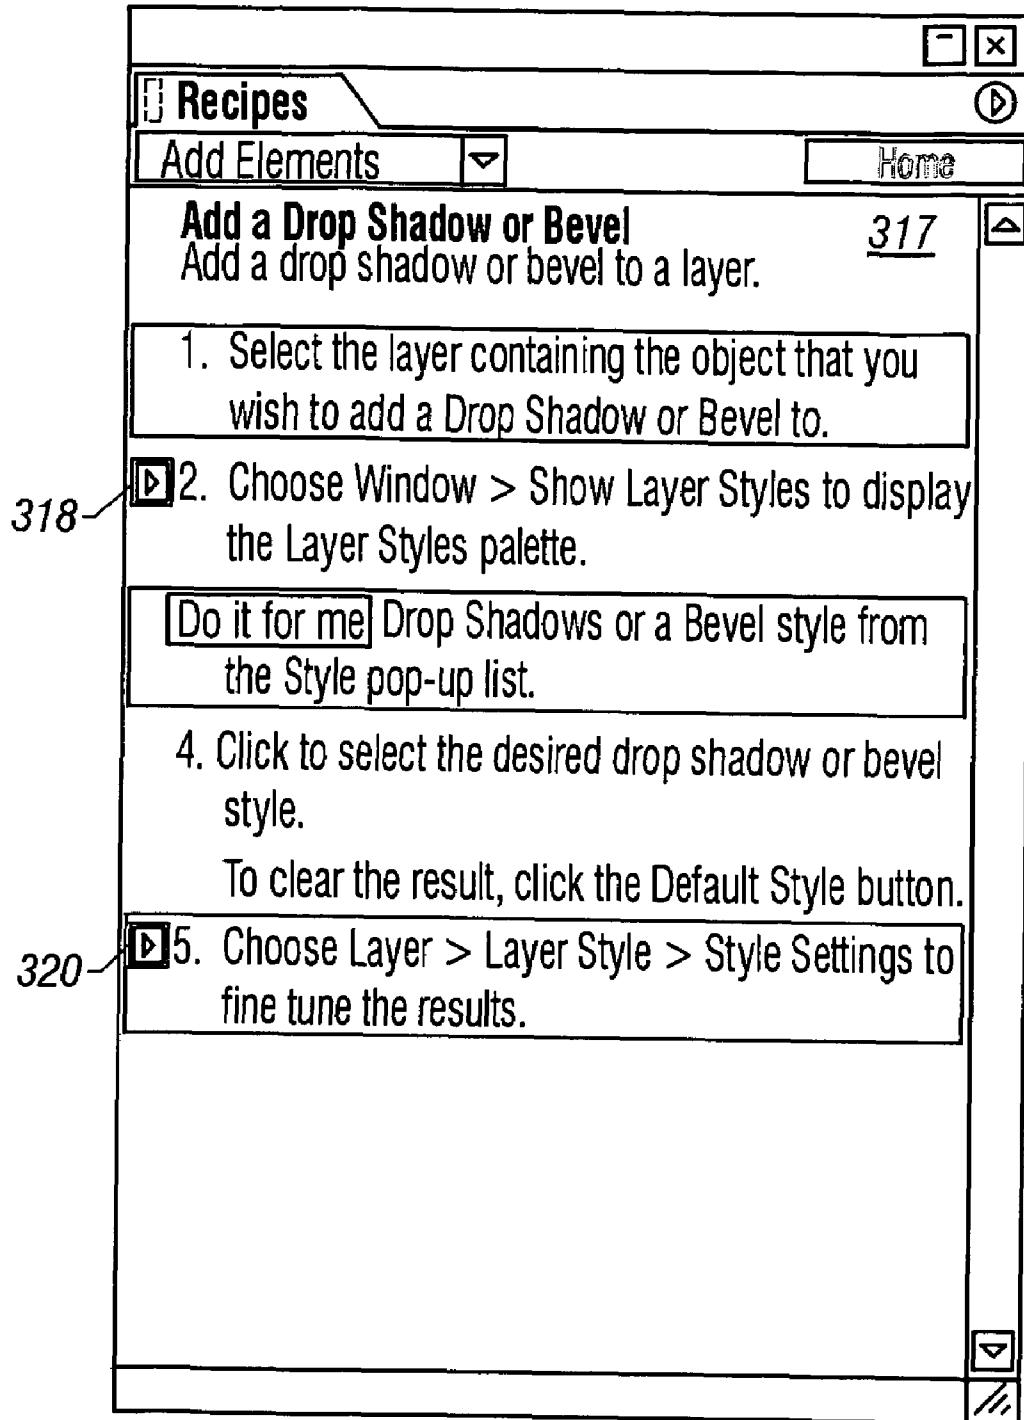 Recipes
Add Elements
Home
Add a Drop Shadow or Bevel
317
Add a drop shadow or bevel to a layer.
1. Select the layer containing the object that you
wish to add a Drop Shadow or Bevel to.
318
2. Choose Window > Show Layer Styles to display
the Layer Styles palette.
Do it for me Drop Shadows or a Bevel style from
the Style pop-up list.
4. Click to select the desired drop shadow or bevel
style.
To clear the result, click the Default Style button.
320
5. Choose Layer > Layer Style > Style Settings to
fine tune the results.